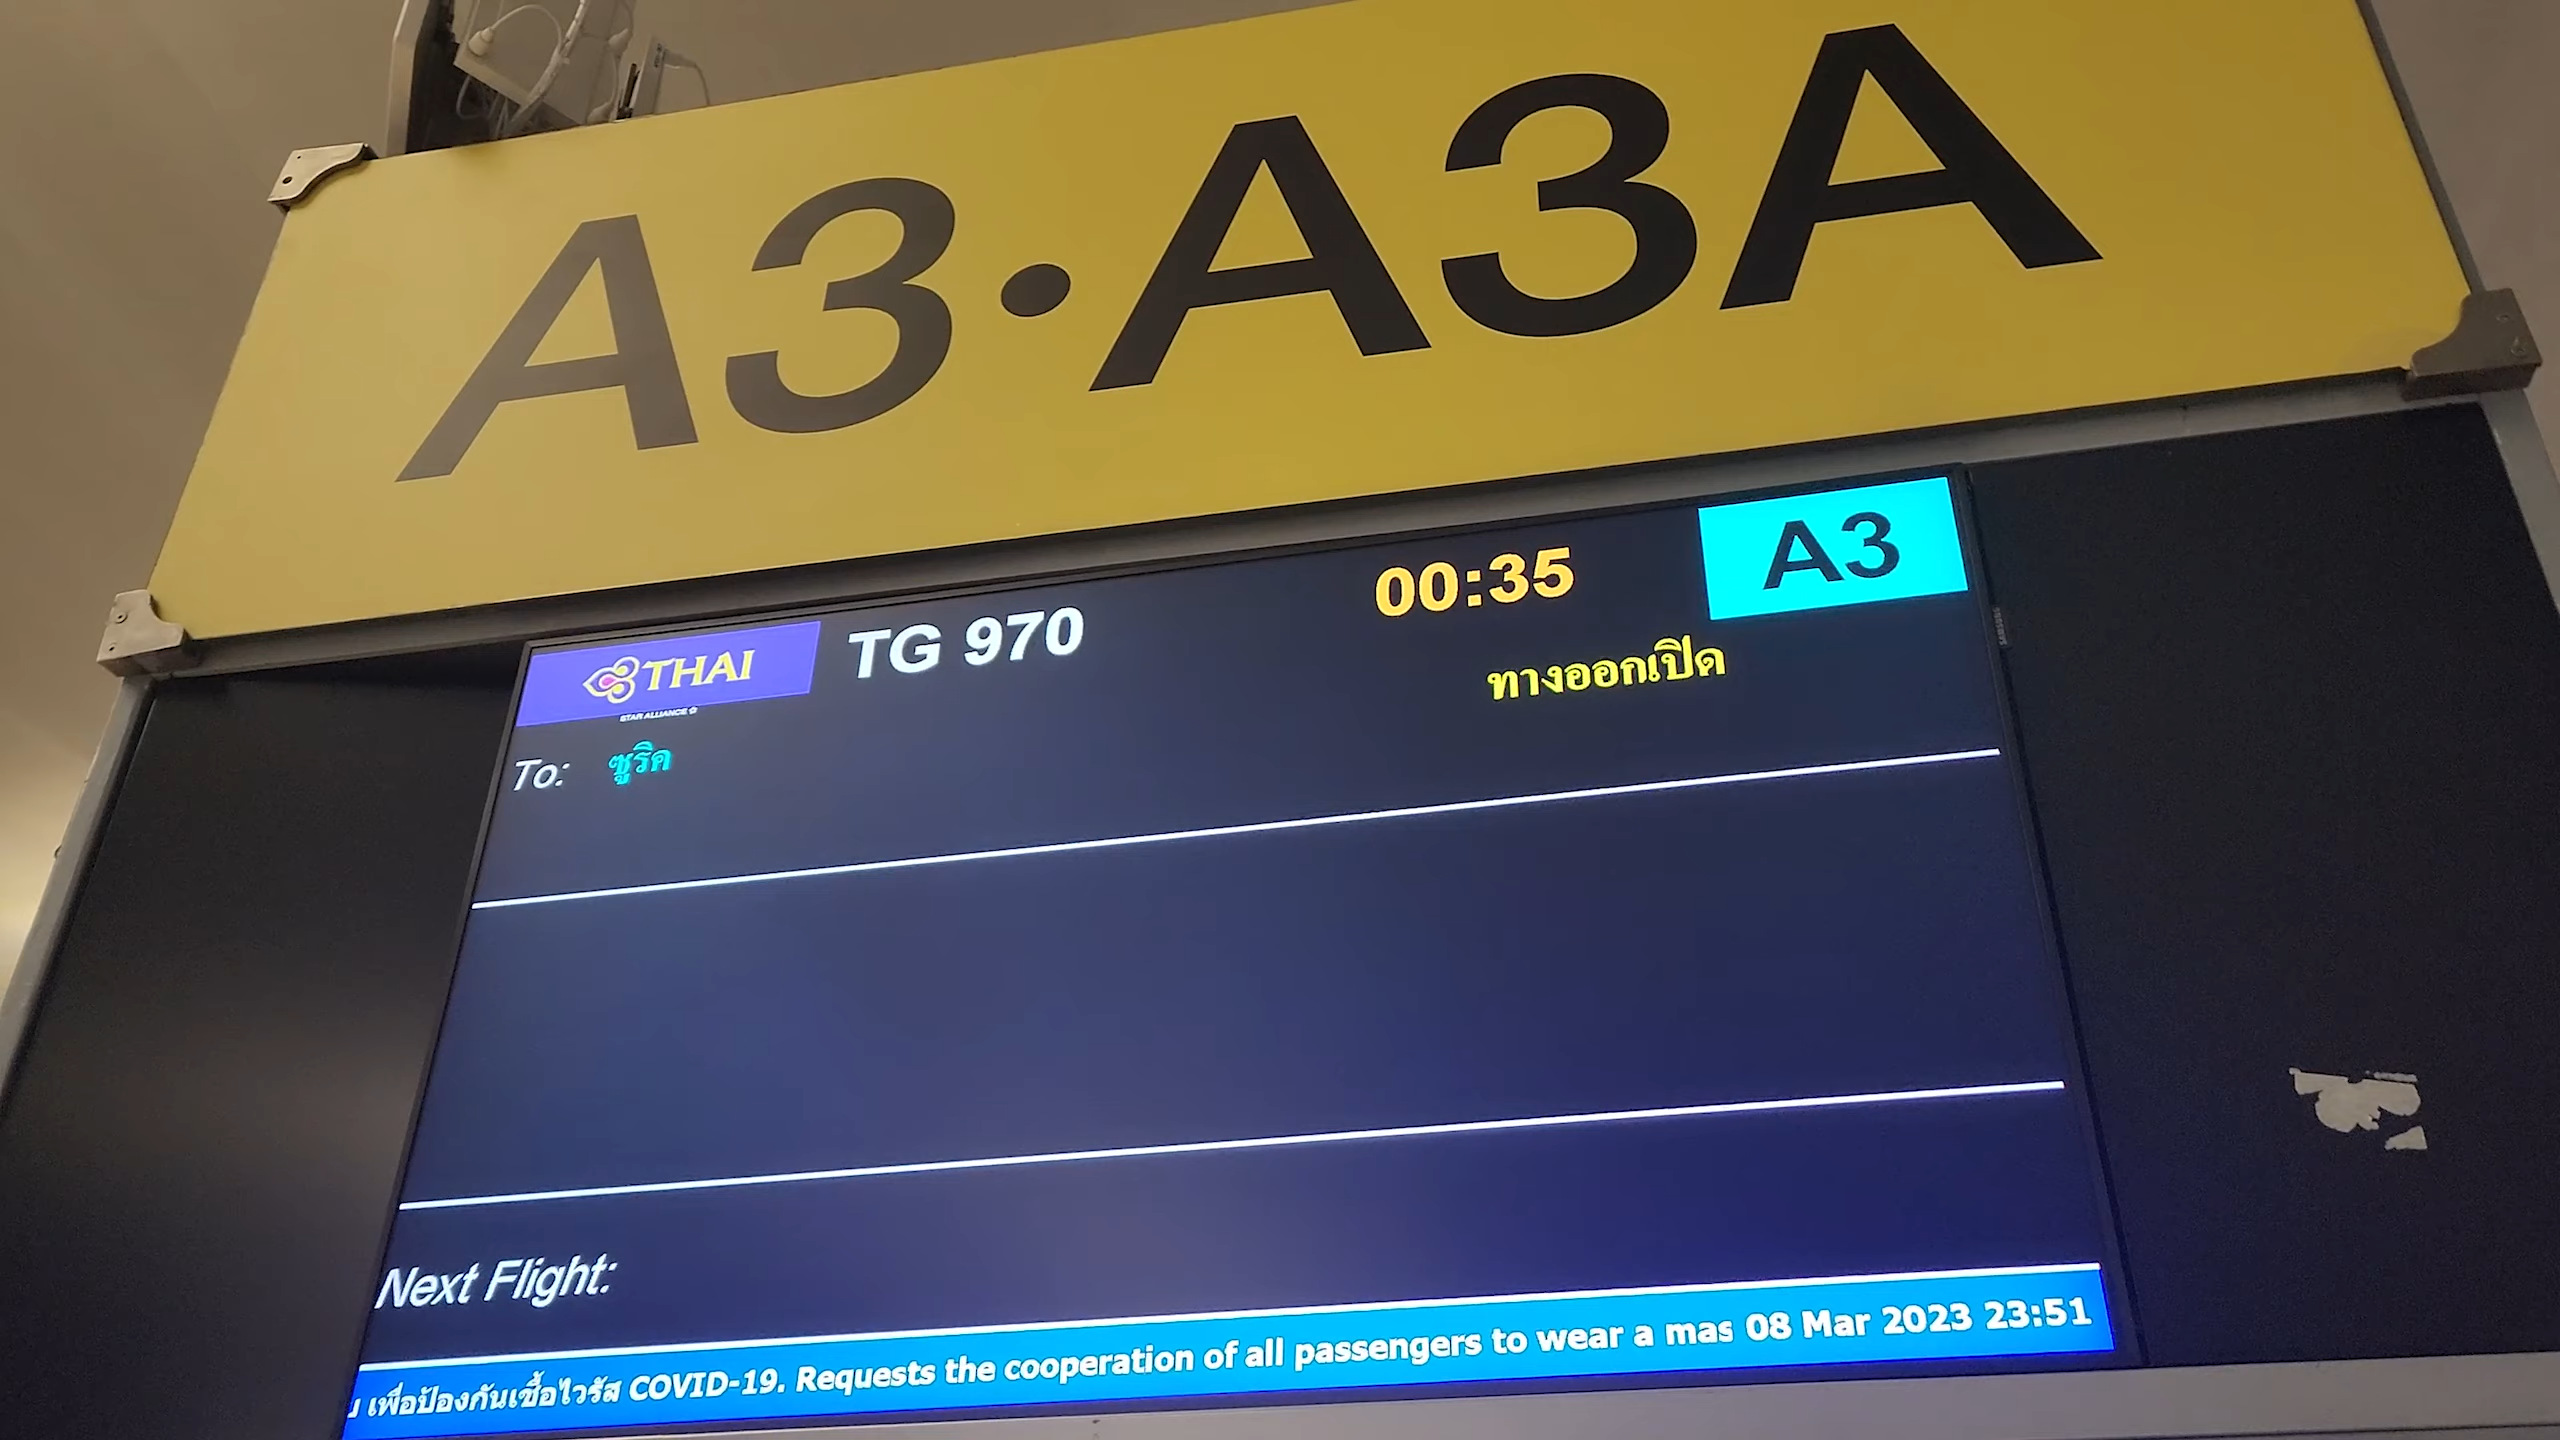 A3•A3A
00:35 A3
THAI TG 970
STAR ALLIANCE
ทางออกเปิด
To: ซูริค
Next Flight:
เพื่อป้องกันเชื้อไวรัส COVID-19. Requests the cooperation of all passengers to wear a mas 08 Mar 2023 23:51